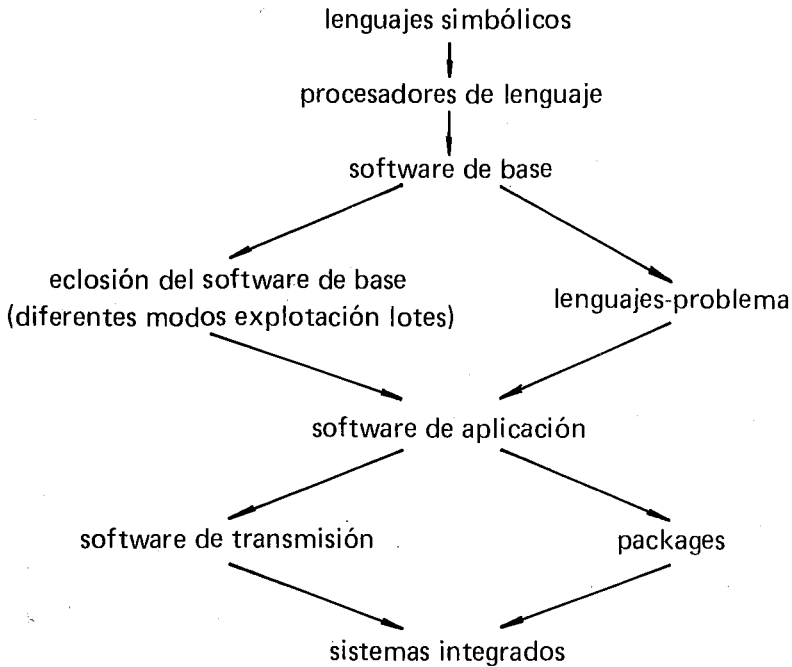 lenguajes simbólicos
procesadores de lenguaje
software de base
eclosión del software de base
(diferentes modos explotación lotes)
lenguajes-problema
software de aplicación
software de transmisión
packages
sistemas integrados